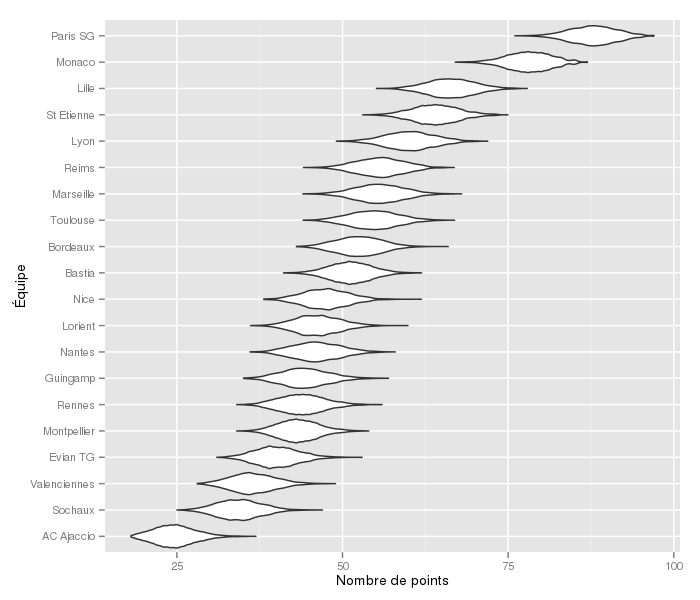 Paris SG
Monaco
Lille
St Etienne
Lyon
Reims
Marseille
Toulouse
Bordeaux
Bastia
Nice
Lorient
Nantes
Guingamp
Rennes
Montpellier
Evian TG
Valenciennes
Sochaux
AC Ajaccio
Équipe
25 50 75 100
Nombre de points